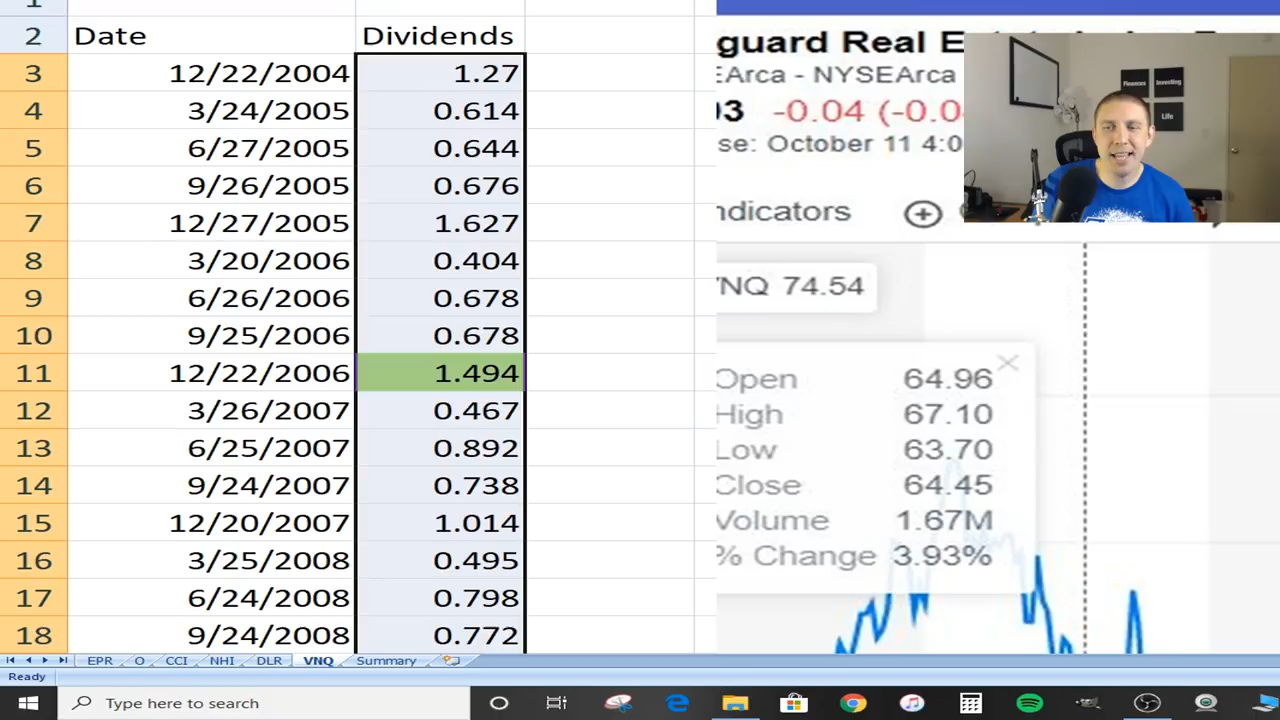 1
2 Date Dividends
3 12/22/2004 1.27
4 3/24/2005 0.614
5 6/27/2005 0.644
6 9/26/2005 0.676
7 12/27/2005 1.627
8 3/20/2006 0.404
9 6/26/2006 0.678
10 9/25/2006 0.678
11 12/22/2006 1.494
12 3/26/2007 0.467
13 6/25/2007 0.892
14 9/24/2007 0.738
15 12/20/2007 1.014
16 3/25/2008 0.495
17 6/24/2008 0.798
18 9/24/2008 0.772
EPR O CCI NHI DLR VNQ Summary
Ready
Type here to search
guard Real E
EArca - NYSEArca
03 -0.04 (-0.0
se: October 11 4:0
ndicators
VNQ 74.54
Open 64.96
High 67.10
Low 63.70
Close 64.45
Volume 1.67M
% Change 3.93%
Finances
Investing
Life